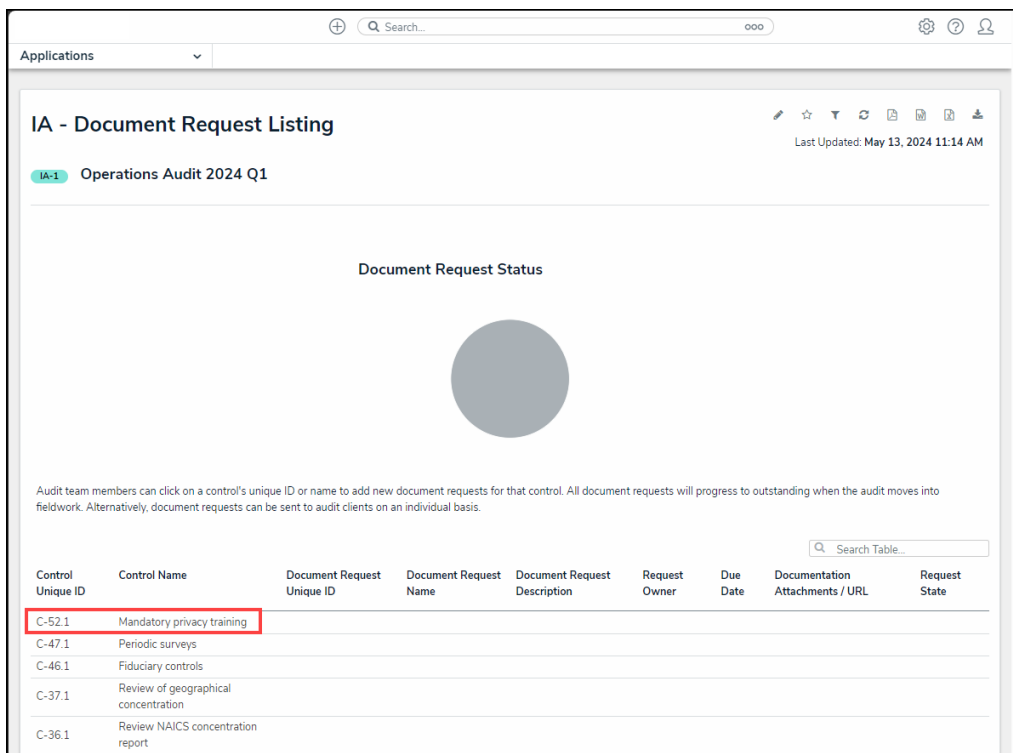 Search...
ooo
Applications
IA - Document Request Listing
Last Updated: May 13, 2024 11:14 AM
IA-1 Operations Audit 2024 Q1
Document Request Status
Audit team members can click on a control's unique ID or name to add new document requests for that control. All document requests will progress to outstanding when the audit moves into
fieldwork. Alternatively, document requests can be sent to audit clients on an individual basis.
Search Table...
Control Control Name Document Request Document Request Document Request Request Due Documentation Request
Unique ID Unique ID Name Description Owner Date Attachments / URL State
C-52.1 Mandatory privacy training
C-47.1 Periodic surveys
C-46.1 Fiduciary controls
C-37.1 Review of geographical
concentration
C-36.1 Review NAICS concentration
report